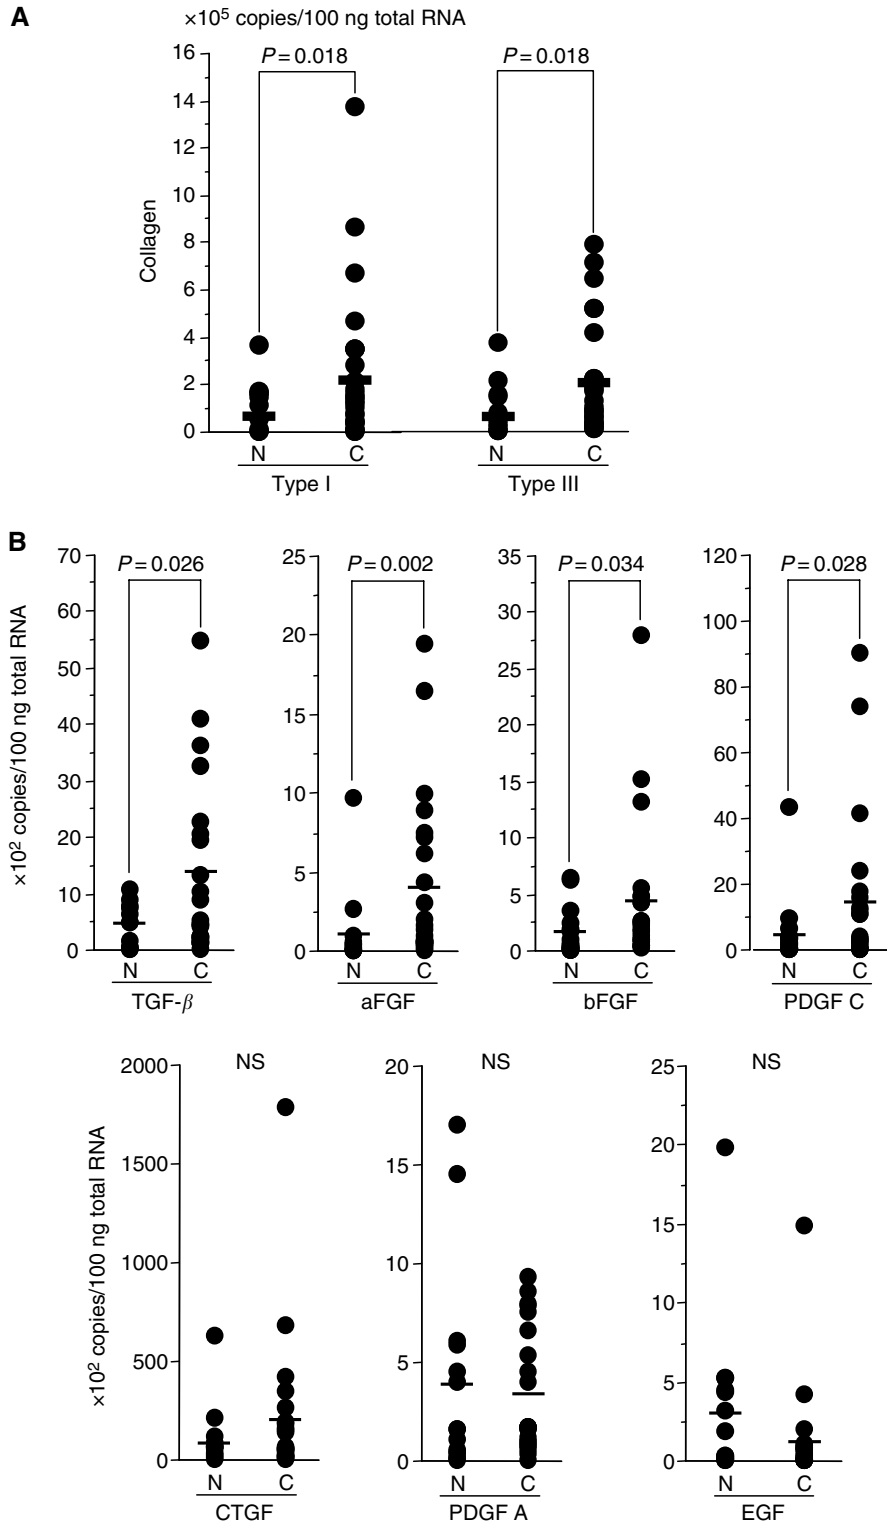 A
×10⁵ copies/100 ng total RNA
P = 0.018
P = 0.018
16
14
12
10
8
6
4
2
0
Collagen
N
C
N
C
Type I
Type III
B
×10² copies/100 ng total RNA
P = 0.026
70
60
50
40
30
20
10
0
N
C
TGF-β
P = 0.002
25
20
15
10
5
0
N
C
aFGF
P = 0.034
35
30
25
20
15
10
5
0
N
C
bFGF
P = 0.028
120
100
80
60
40
20
0
N
C
PDGF C
×10² copies/100 ng total RNA
NS
2000
1500
1000
500
0
N
C
CTGF
NS
20
15
10
5
0
N
C
PDGF A
NS
25
20
15
10
5
0
N
C
EGF